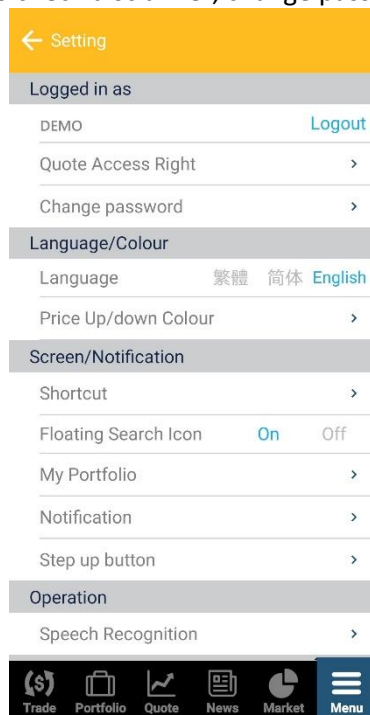 Setting
Logged in as
DEMO Logout
Quote Access Right
Change password
Language/Colour
Language 繁體 简体 English
Price Up/down Colour
Screen/Notification
Shortcut
Floating Search Icon On Off
My Portfolio
Notification
Step up button
Operation
Speech Recognition
Trade Portfolio Quote News Market Menu